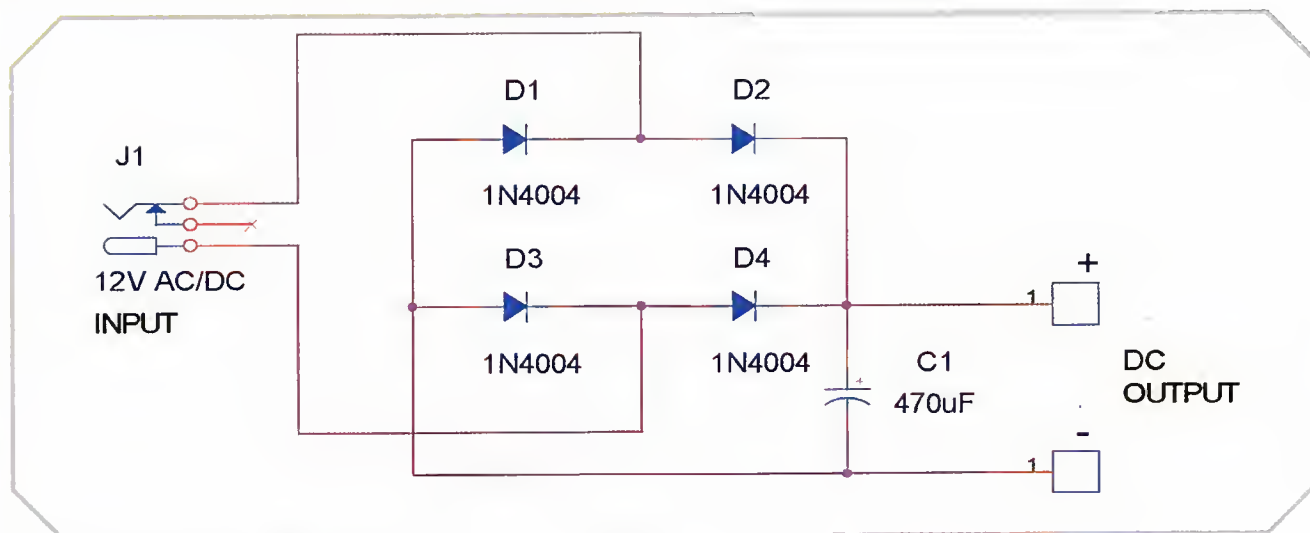 D1
D2
J1
1N4004
1N4004
12V AC/DC
INPUT
D3
D4
1N4004
1N4004
+
1
C1
+
470uF
DC
OUTPUT
-
1